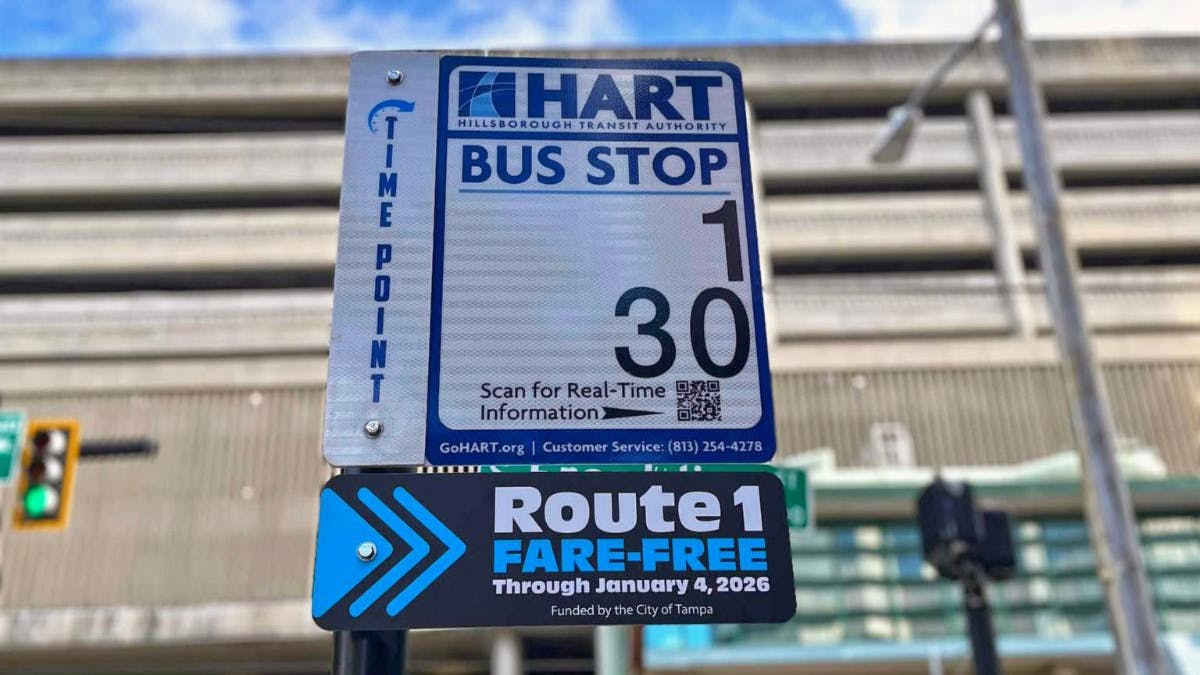 TIME POINT
HART
HILLSBOROUGH TRANSIT AUTHORITY
BUS STOP
1
30
Scan for Real-Time
Information
GoHART.org | Customer Service: (813) 254-4278
Route 1
FARE-FREE
Through January 4, 2026
Funded by the City of Tampa